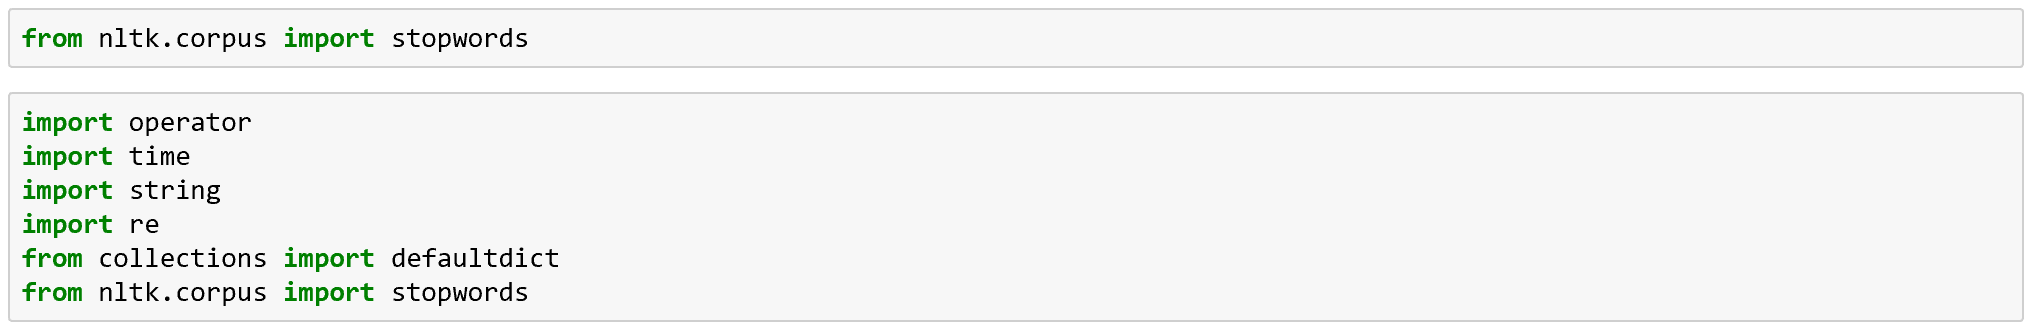 from nltk.corpus import stopwords
import operator
import time
import string
import re
from collections import defaultdict
from nltk.corpus import stopwords